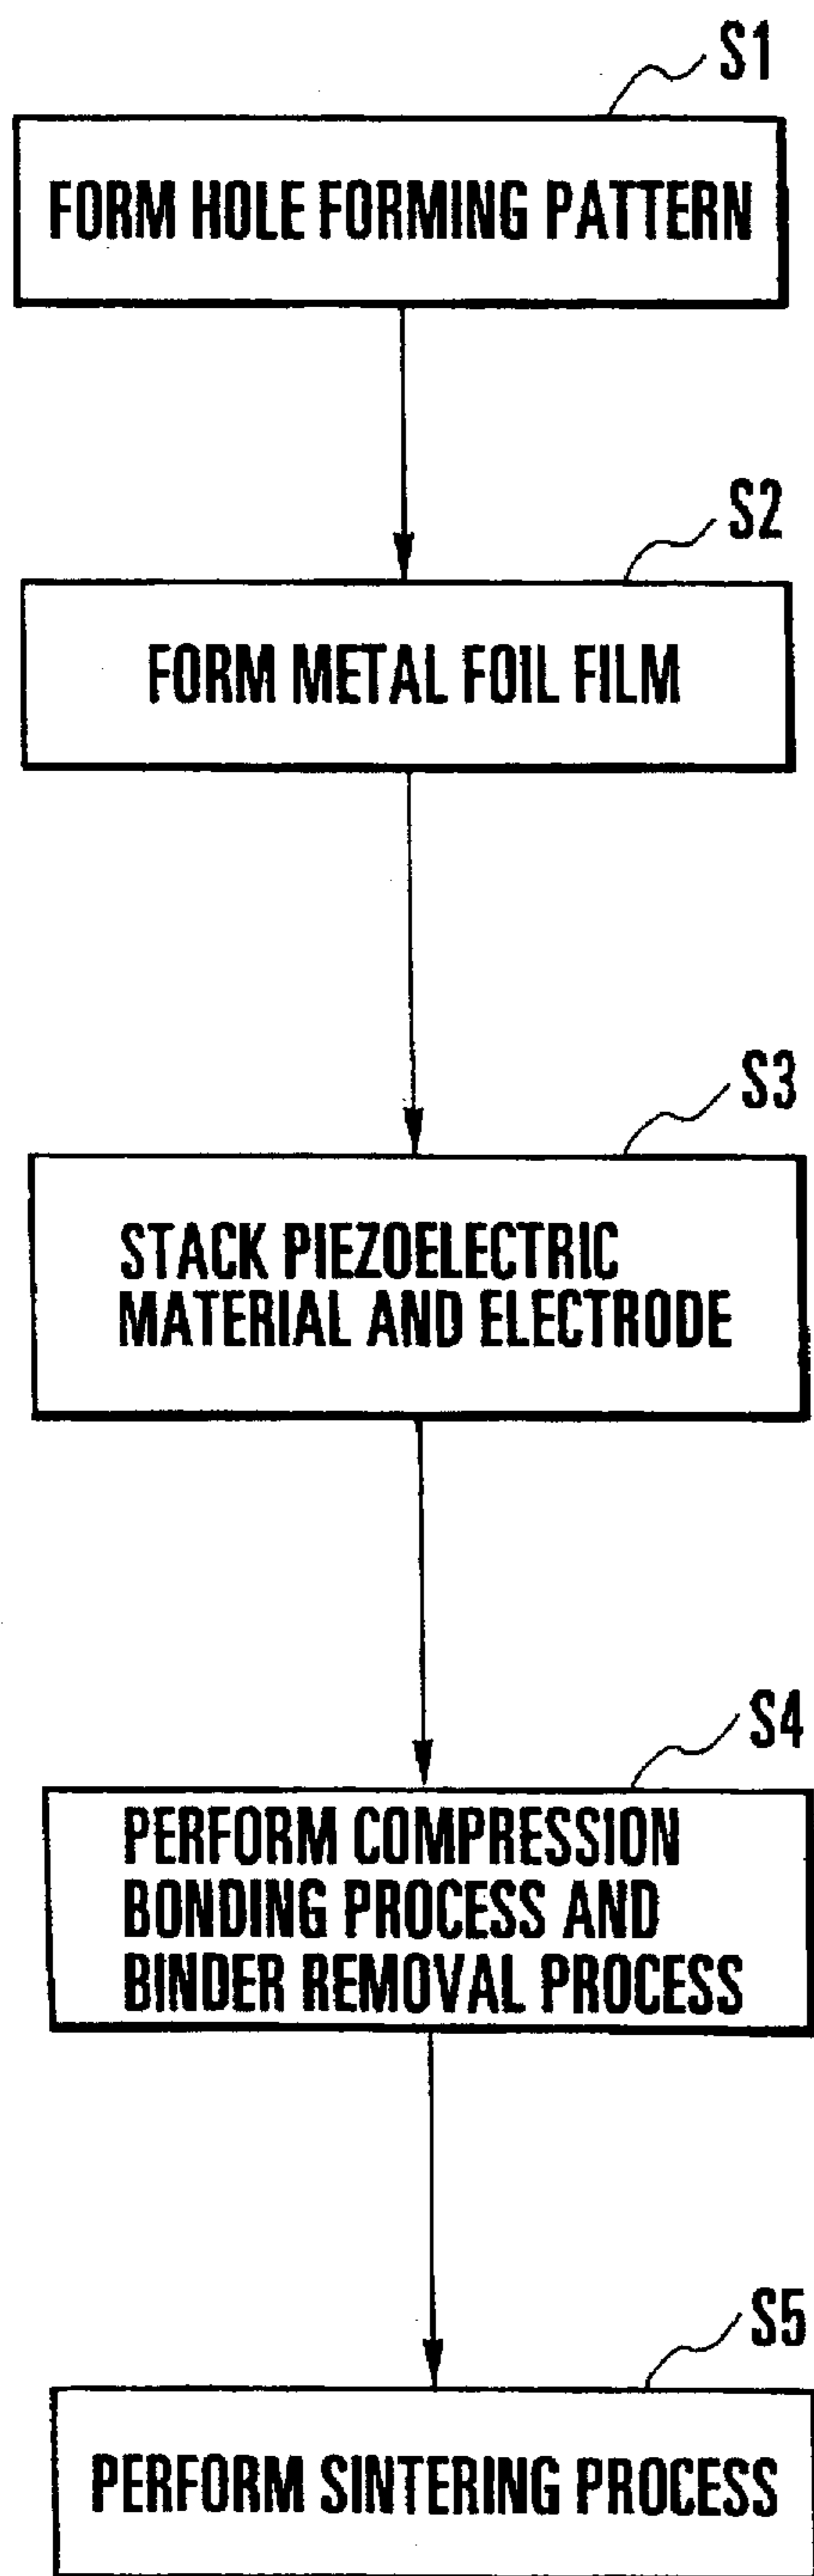 S1
FORM HOLE FORMING PATTERN
S2
FORM METAL FOIL FILM
S3
STACK PIEZOELECTRIC
MATERIAL AND ELECTRODE
S4
PERFORM COMPRESSION
BONDING PROCESS AND
BINDER REMOVAL PROCESS
S5
PERFORM SINTERING PROCESS